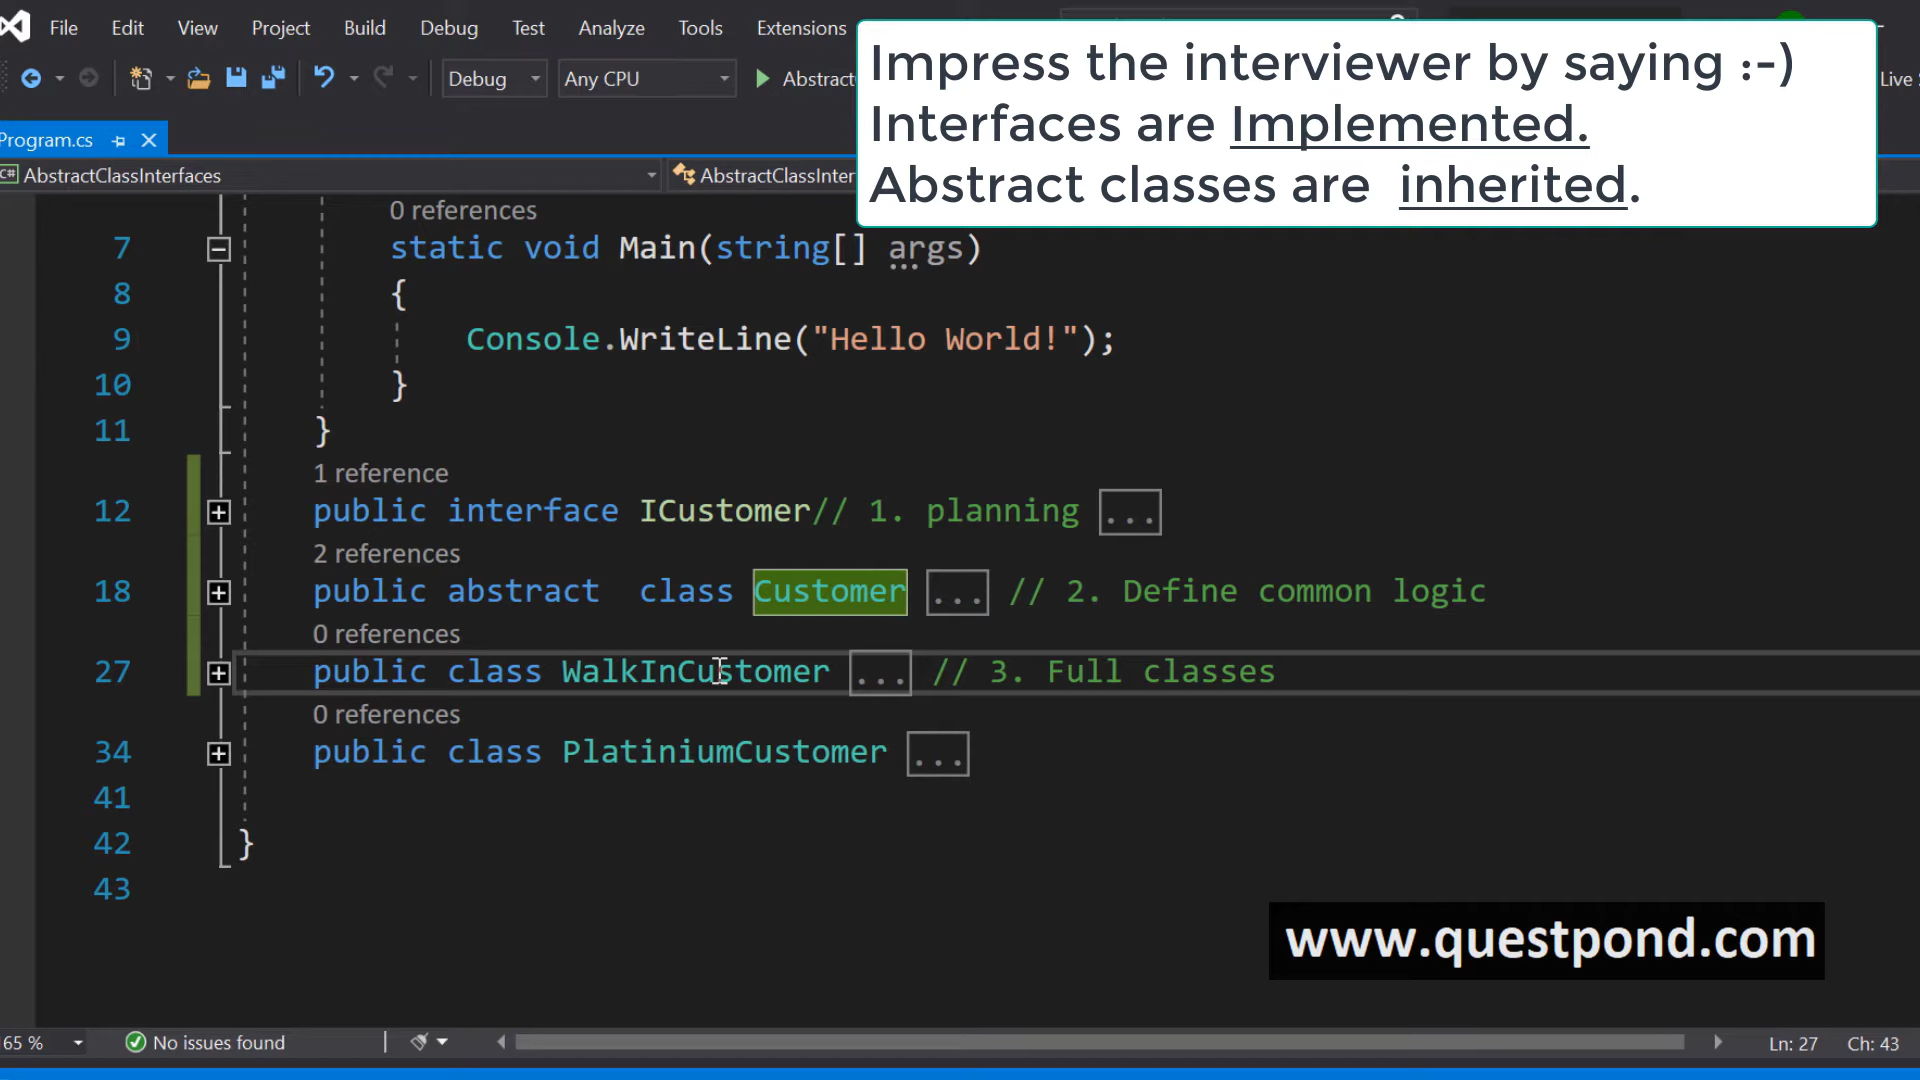 File Edit View Project Build Debug Test Analyze Tools Extensions
Impress the interviewer by saying :-)
Interfaces are Implemented.
Abstract classes are inherited.
Debug Any CPU Abstract Live
Program.cs
C# AbstractClassInterfaces AbstractClassInter
0 references
7 static void Main(string[] args)
8 {
9 Console.WriteLine("Hello World!");
10 }
11 }
1 reference
12 public interface ICustomer// 1. planning ...
2 references
18 public abstract class Customer ... // 2. Define common logic
0 references
27 public class WalkInCustomer ... // 3. Full classes
0 references
34 public class PlatiniumCustomer ...
41
42 }
43
www.questpond.com
65 % No issues found Ln: 27 Ch: 43